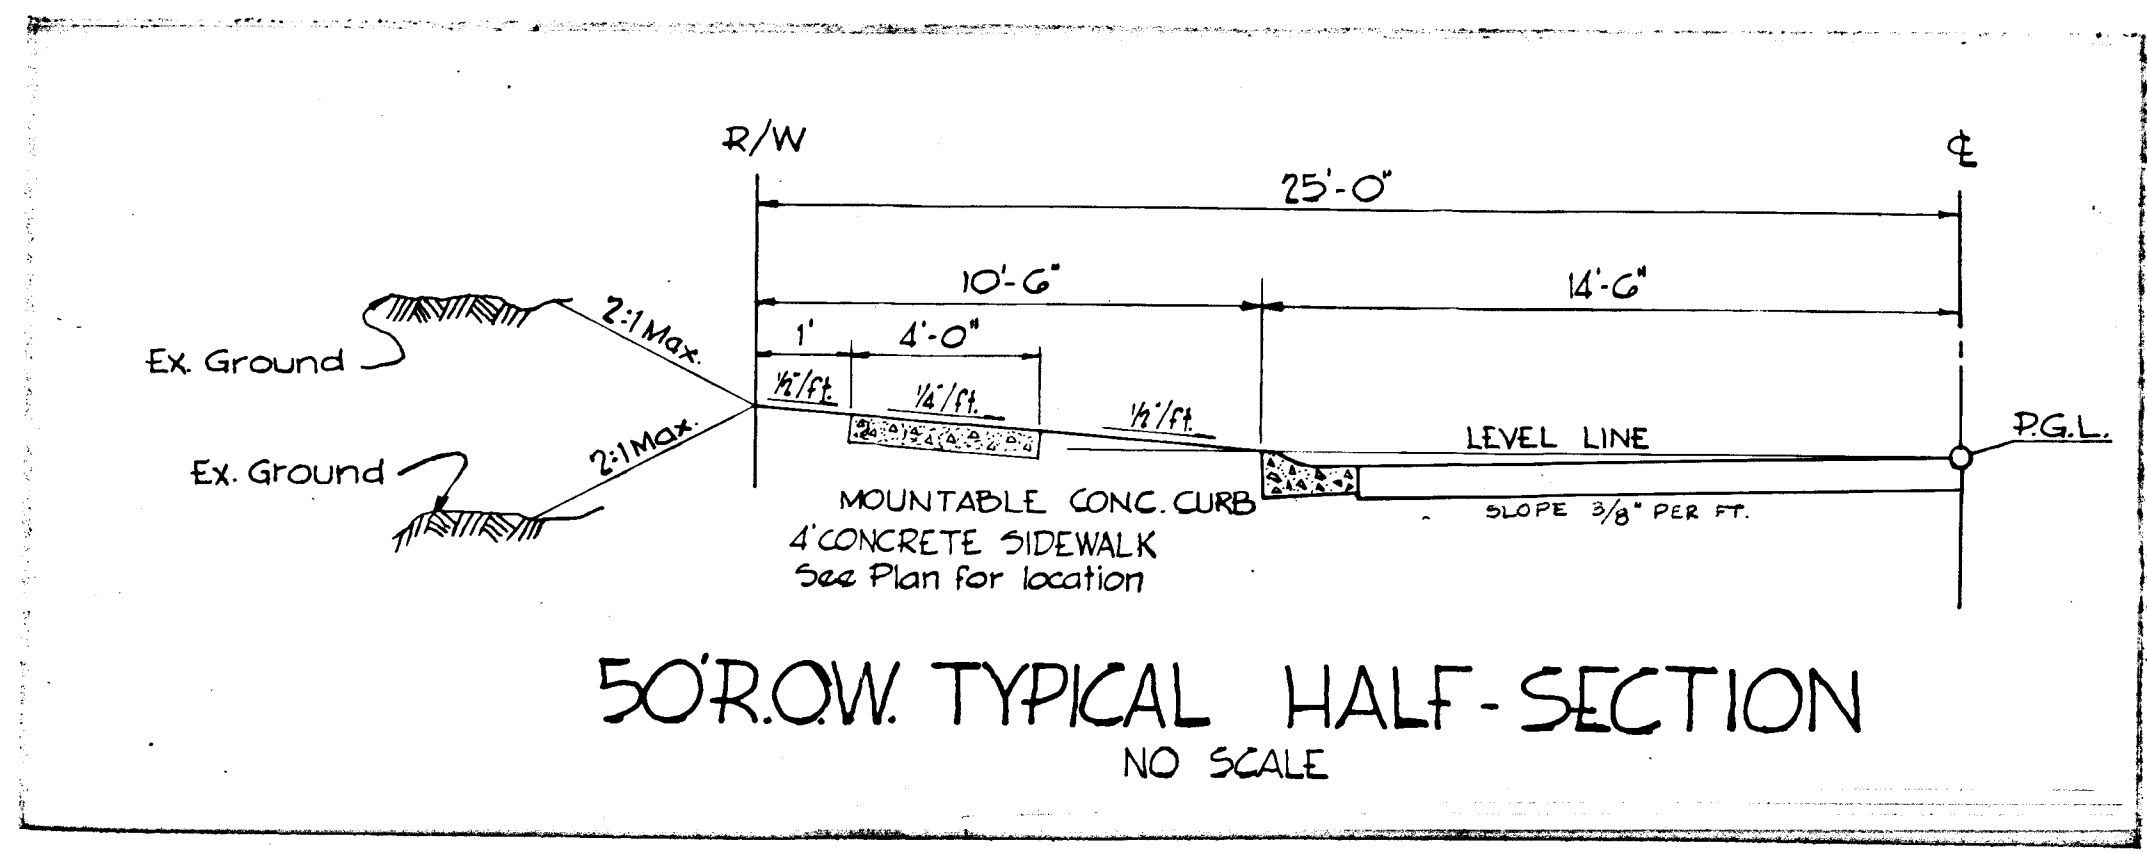 R/W
℄
25'-0"
10'-6"
14'-6"
1'
4'-0"
2:1 Max.
Ex. Ground
1/2"/ft.
1/4"/ft.
1/2"/ft.
P.G.L.
LEVEL LINE
2:1 Max.
Ex. Ground
MOUNTABLE CONC. CURB
SLOPE 3/8" PER FT.
4' CONCRETE SIDEWALK
See Plan for location
50' R.O.W. TYPICAL HALF-SECTION
NO SCALE